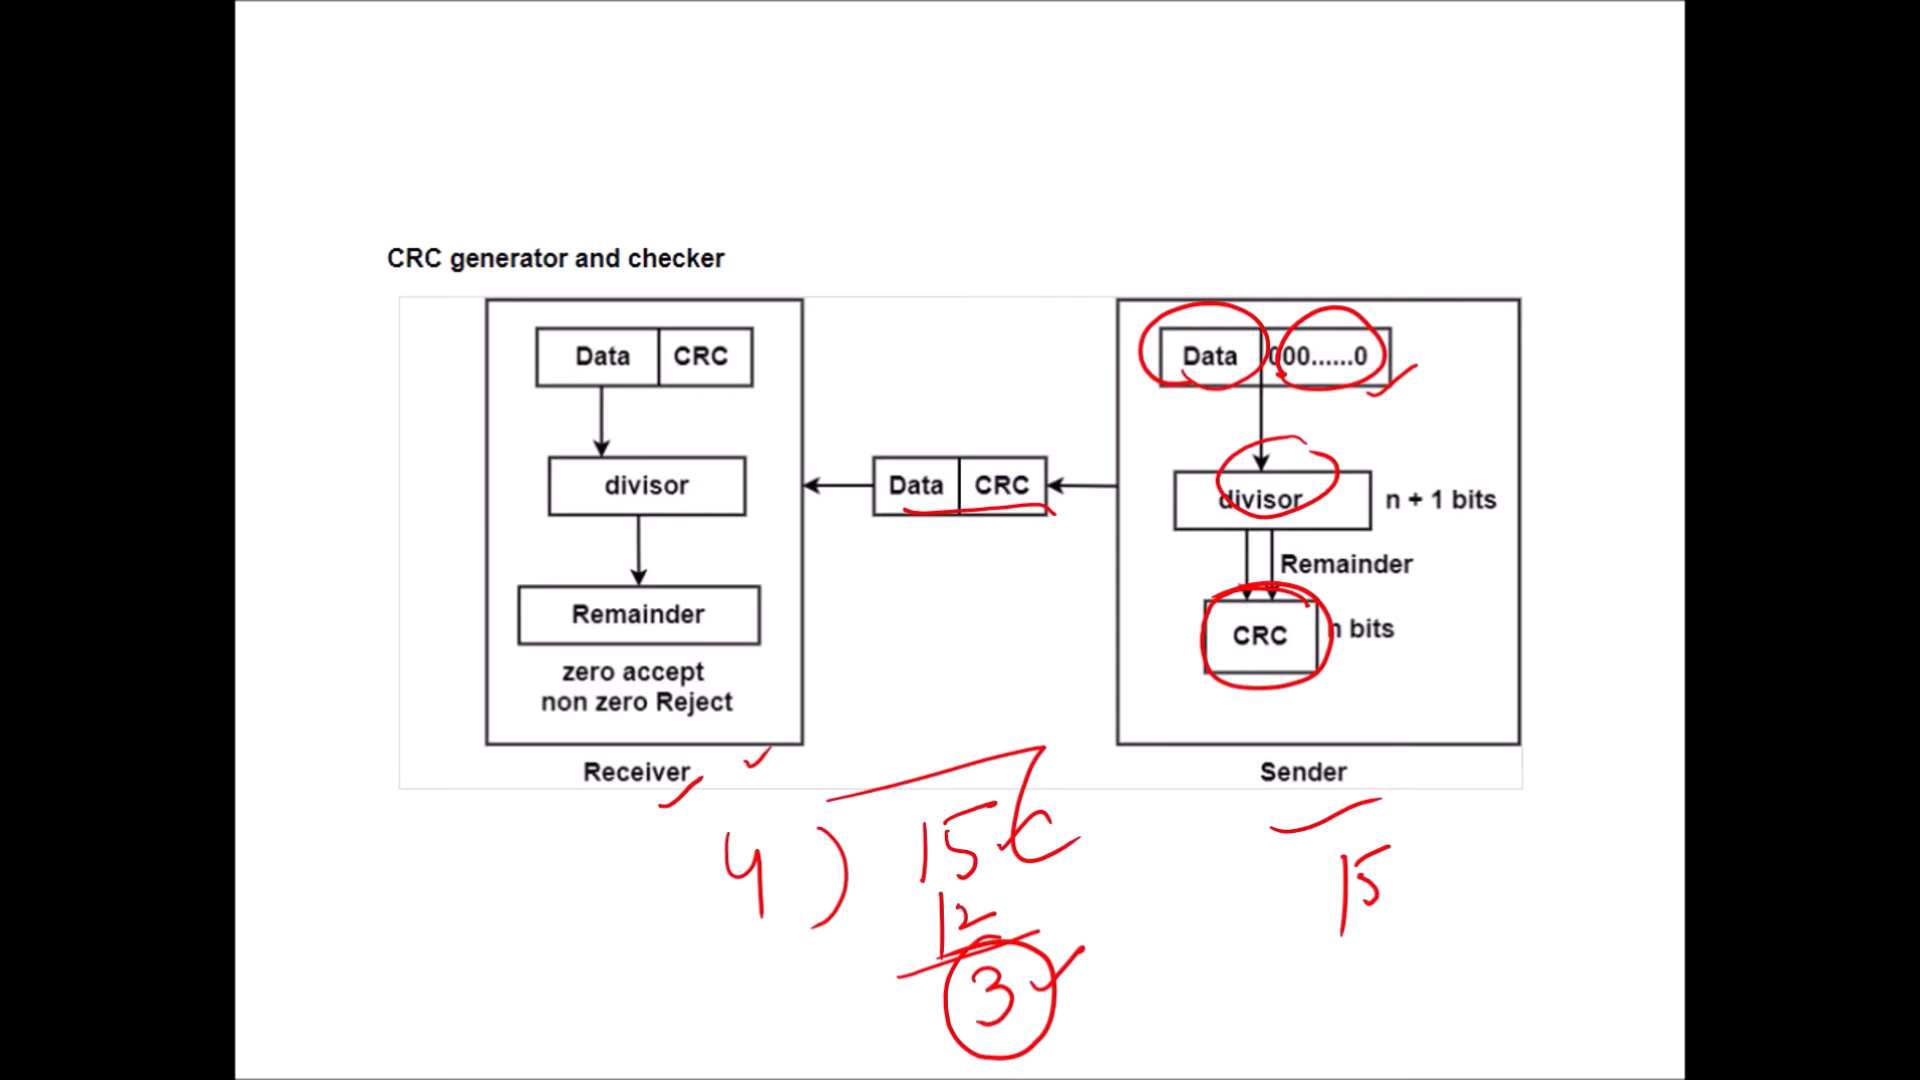 CRC generator and checker
Data CRC
divisor
Remainder
zero accept
non zero Reject
Receiver
Data CRC
Data 000......0
divisor n + 1 bits
Remainder
CRC n bits
Sender
4 ) 15
12
3
15